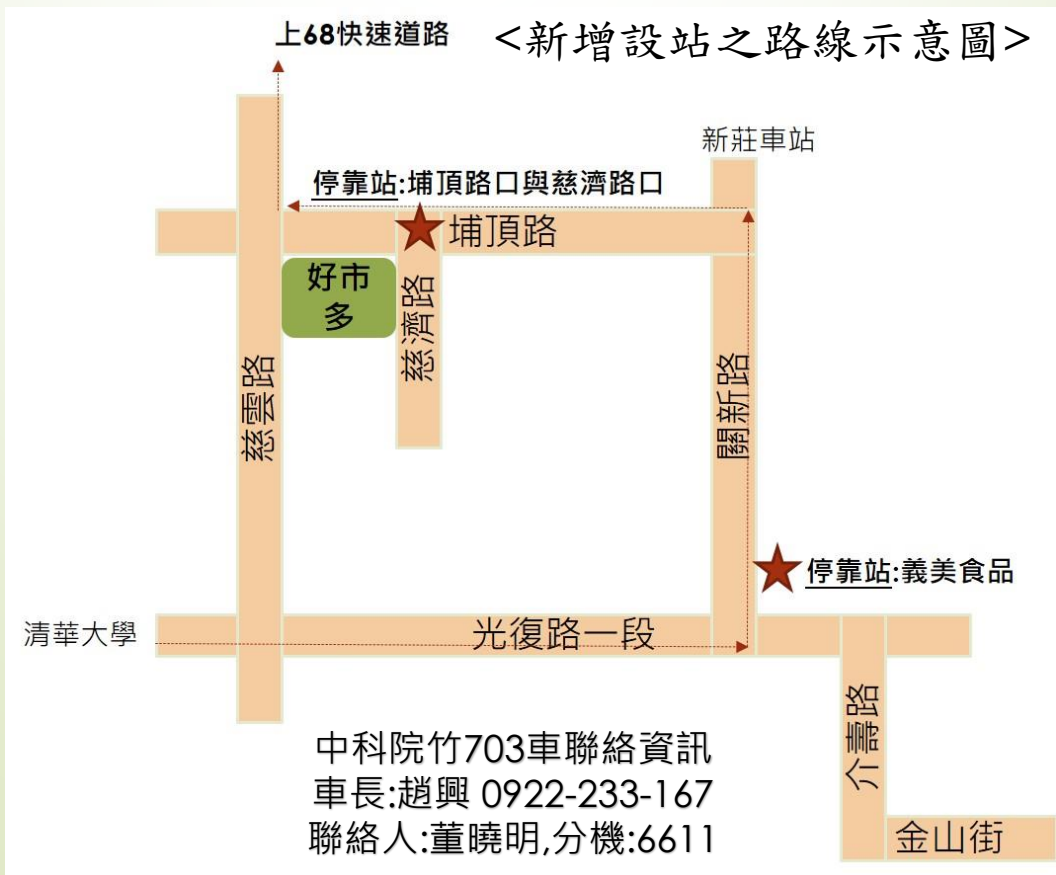 上68快速道路
<新增設站之路線示意圖>
新莊車站
停靠站:埔頂路口與慈濟路口
埔頂路
好市
多
慈濟路
慈雲路
關新路
停靠站:義美食品
清華大學
光復路一段
介壽路
金山街
中科院竹703車聯絡資訊
車長:趙興 0922-233-167
聯絡人:董曉明,分機:6611